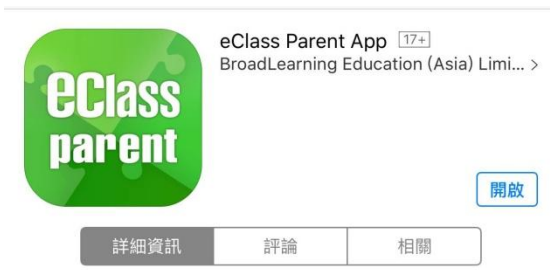 eClass Parent App 17+
BroadLearning Education (Asia) Limi... >
eClass
parent
開啟
詳細資訊
評論
相關